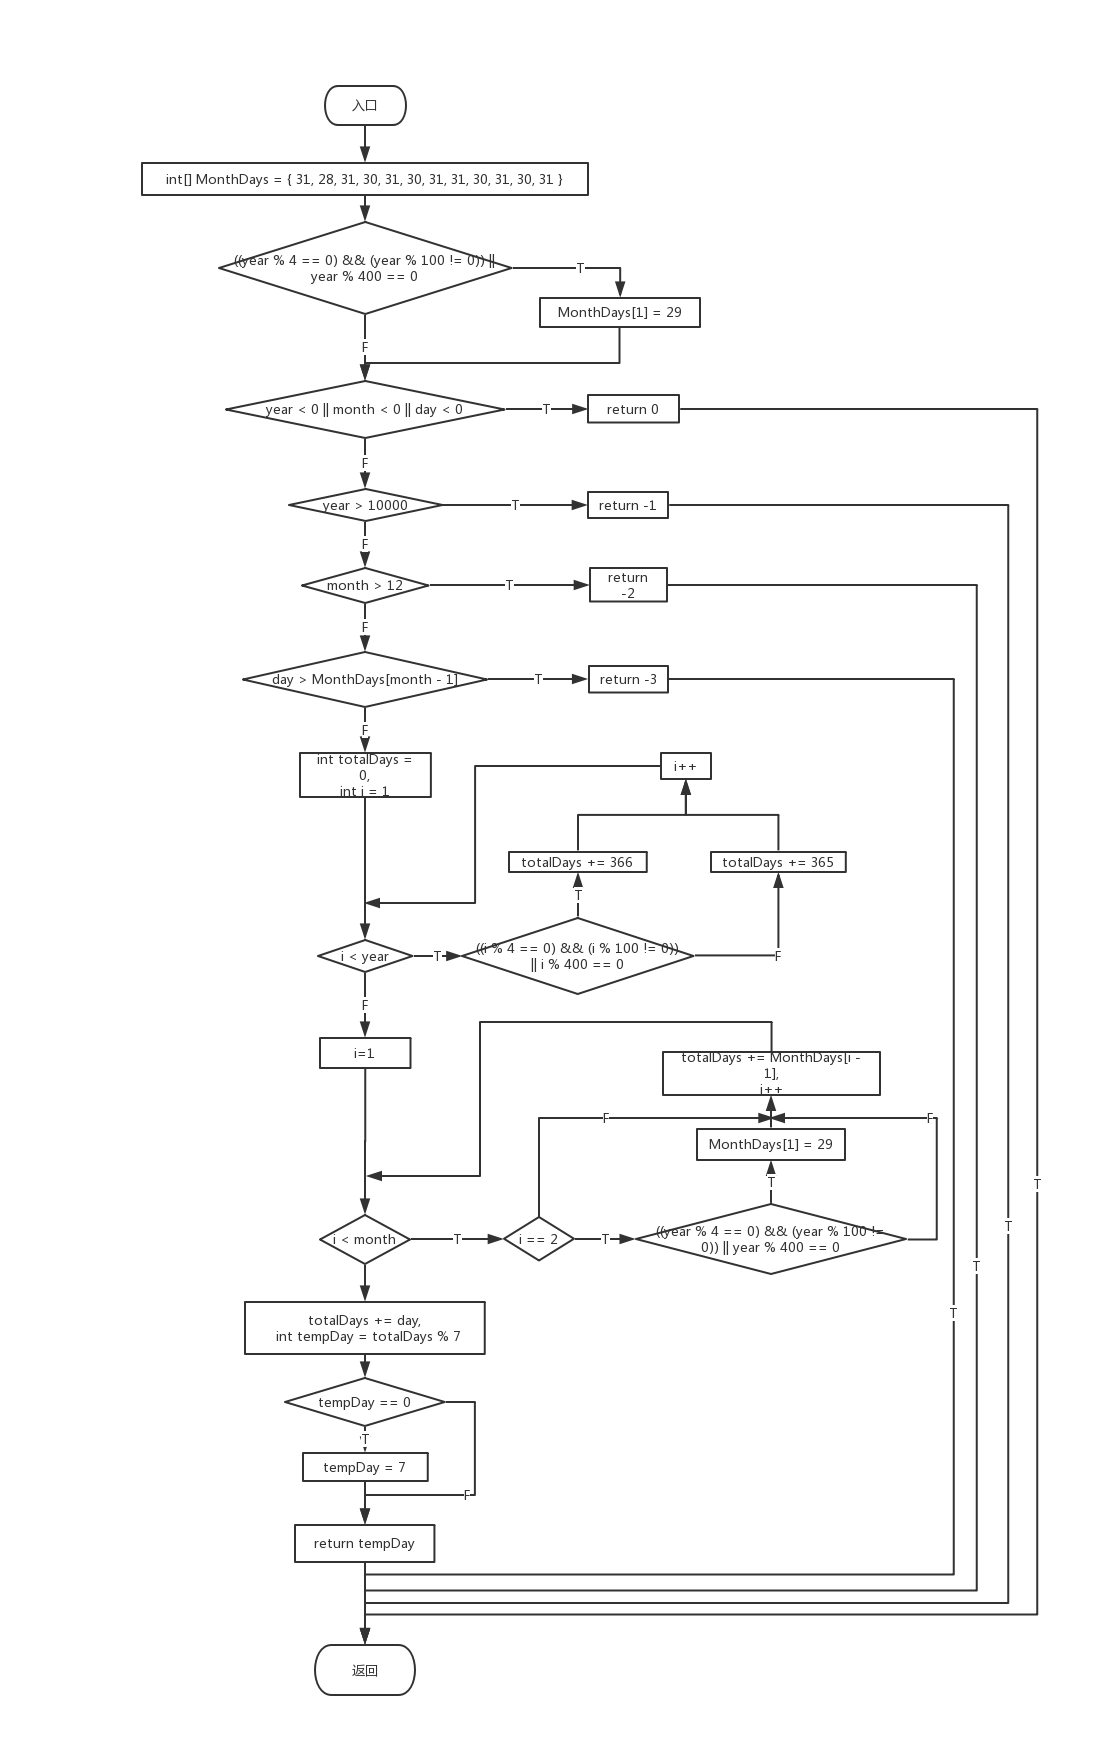 入口
int[] MonthDays = { 31, 28, 31, 30, 31, 30, 31, 31, 30, 31, 30, 31 }
((year % 4 == 0) && (year % 100 != 0)) ||
year % 400 == 0
T
MonthDays[1] = 29
F
year < 0 || month < 0 || day < 0
T
return 0
F
year > 10000
T
return -1
F
month > 12
T
return
-2
F
day > MonthDays[month - 1]
T
return -3
F
int totalDays =
0,
int i = 1
i++
totalDays += 366
totalDays += 365
T
((i % 4 == 0) && (i % 100 != 0))
|| i % 400 == 0
i < year
T
F
F
i=1
totalDays += MonthDays[i -
1],
i++
F
F
MonthDays[1] = 29
T
T
((year % 4 == 0) && (year % 100 !=
0)) || year % 400 == 0
i < month
T
i == 2
T
T
T
T
totalDays += day,
int tempDay = totalDays % 7
tempDay == 0
T
tempDay = 7
F
return tempDay
返回